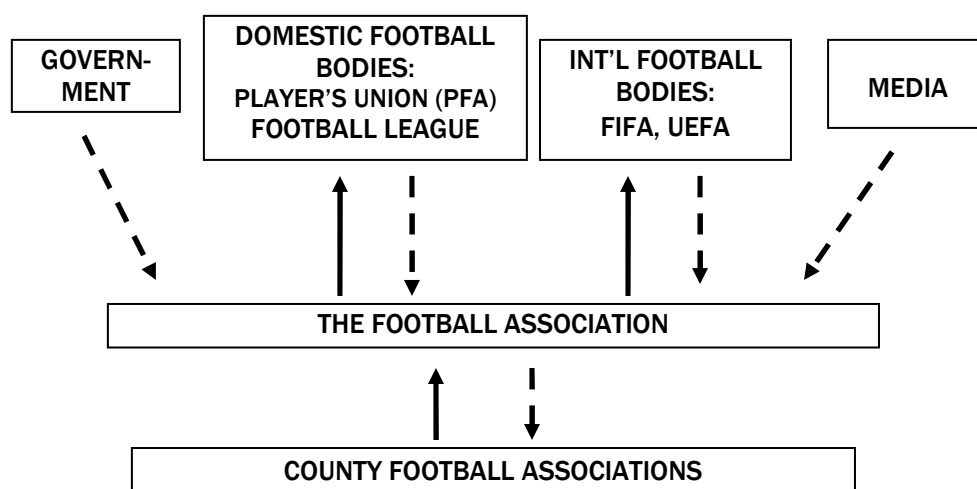 GOVERN-
MENT
DOMESTIC FOOTBALL
BODIES:
PLAYER'S UNION (PFA)
FOOTBALL LEAGUE
INT'L FOOTBALL
BODIES:
FIFA, UEFA
MEDIA
THE FOOTBALL ASSOCIATION
COUNTY FOOTBALL ASSOCIATIONS